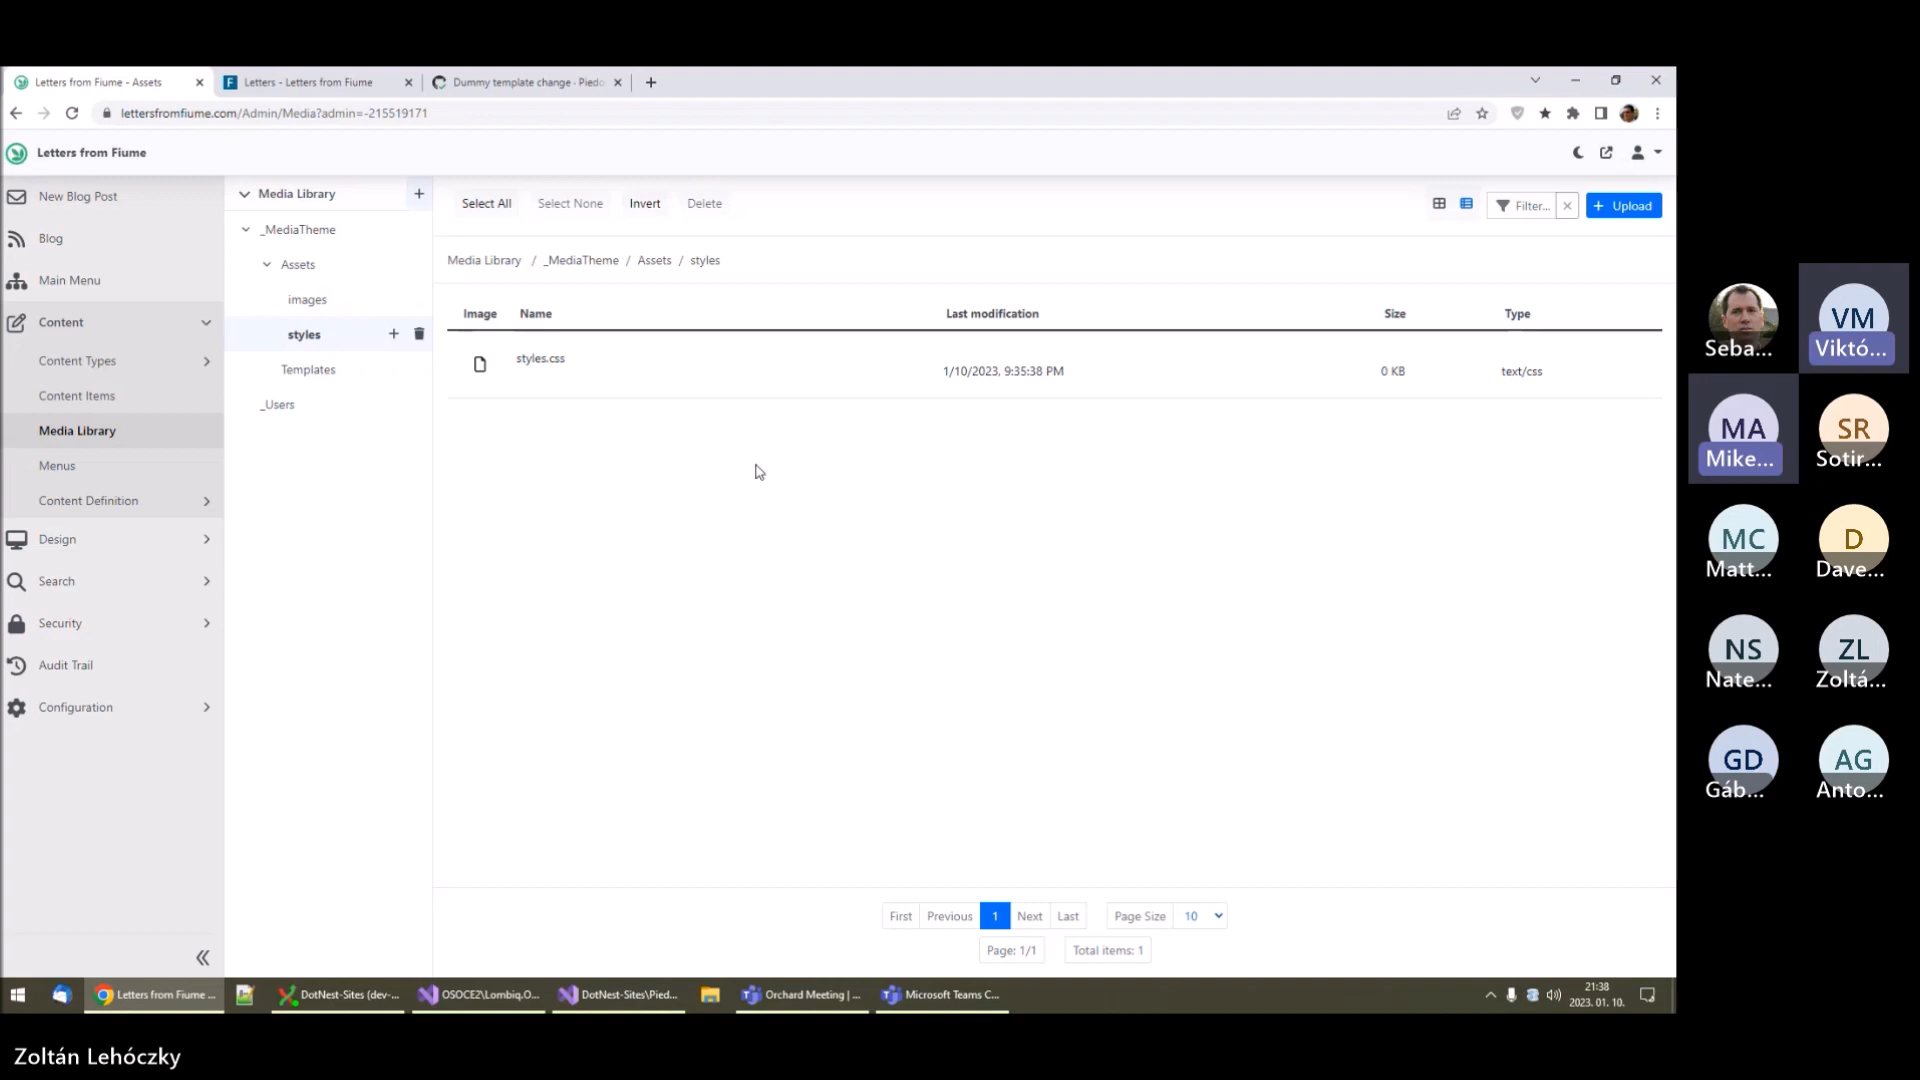 Letters from Fiume - Assets
Letters - Letters from Fiume
Dummy template change · Piedo
lettersfromfiume.com/Admin/Media?admin=-215519171
Letters from Fiume
New Blog Post
Blog
Main Menu
Content
Content Types
Content Items
Media Library
Menus
Content Definition
Design
Search
Security
Audit Trail
Configuration
Media Library
_MediaTheme
Assets
images
styles
Templates
_Users
Select All
Select None
Invert
Delete
Filter...
Upload
Media Library / _MediaTheme / Assets / styles
Image Name Last modification Size Type
styles.css 1/10/2023, 9:35:38 PM 0 KB text/css
First Previous 1 Next Last Page Size 10
Page: 1/1 Total items: 1
Letters from Fiume ...
DotNest-Sites (dev-...
OSOCE2\Lombiq.O...
DotNest-Sites\Pied...
Orchard Meeting | ...
Microsoft Teams C...
21:38
2023. 01. 10.
Seba...
VM
Viktó...
MA
Mike...
SR
Sotir...
MC
Matt...
D
Dave...
NS
Nate...
ZL
Zoltá...
GD
Gáb...
AG
Anto...
Zoltán Lehóczky